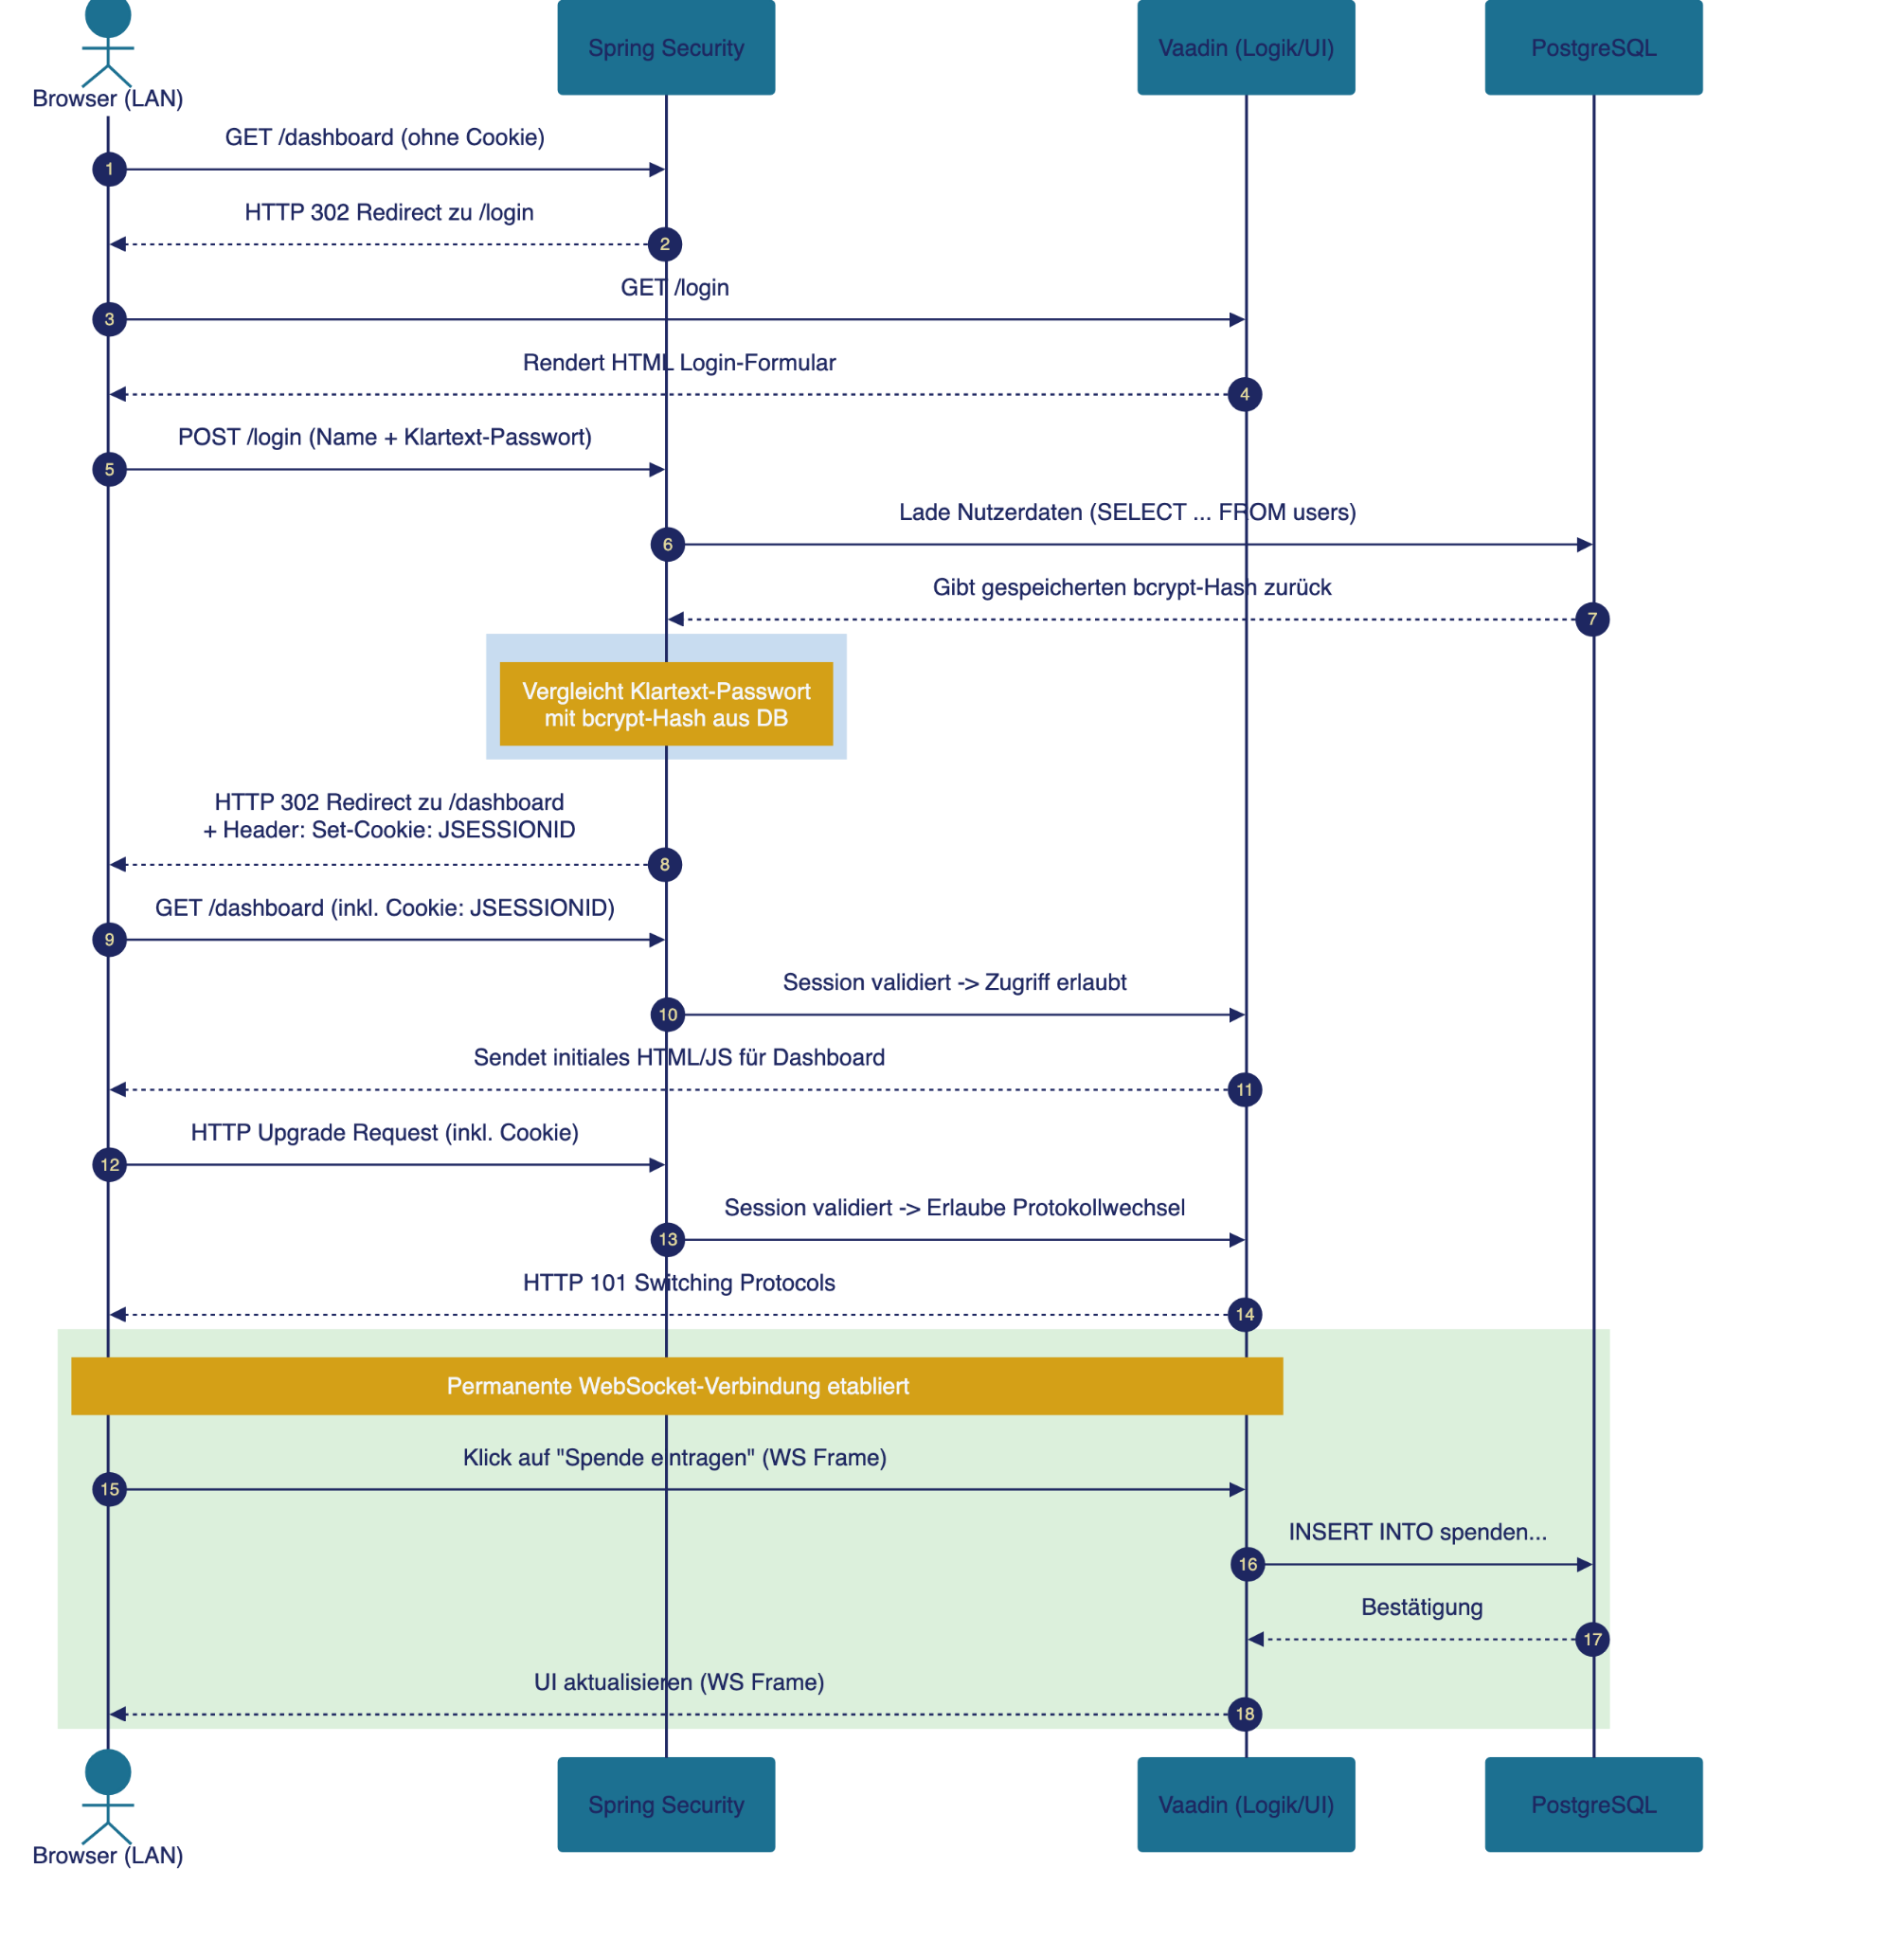 Spring Security
Vaadin (Logik/UI)
PostgreSQL
Browser (LAN)
GET /dashboard (ohne Cookie)
1
HTTP 302 Redirect zu /login
2
GET /login
3
Rendert HTML Login-Formular
4
POST /login (Name + Klartext-Passwort)
5
Lade Nutzerdaten (SELECT ... FROM users)
6
Gibt gespeicherten bcrypt-Hash zurück
7
Vergleicht Klartext-Passwort
mit bcrypt-Hash aus DB
HTTP 302 Redirect zu /dashboard
+ Header: Set-Cookie: JSESSIONID
8
GET /dashboard (inkl. Cookie: JSESSIONID)
9
Session validiert -> Zugriff erlaubt
10
Sendet initiales HTML/JS für Dashboard
11
HTTP Upgrade Request (inkl. Cookie)
12
Session validiert -> Erlaube Protokollwechsel
13
HTTP 101 Switching Protocols
14
Permanente WebSocket-Verbindung etabliert
Klick auf "Spende eintragen" (WS Frame)
15
INSERT INTO spenden...
16
Bestätigung
17
UI aktualisieren (WS Frame)
18
Spring Security
Vaadin (Logik/UI)
PostgreSQL
Browser (LAN)